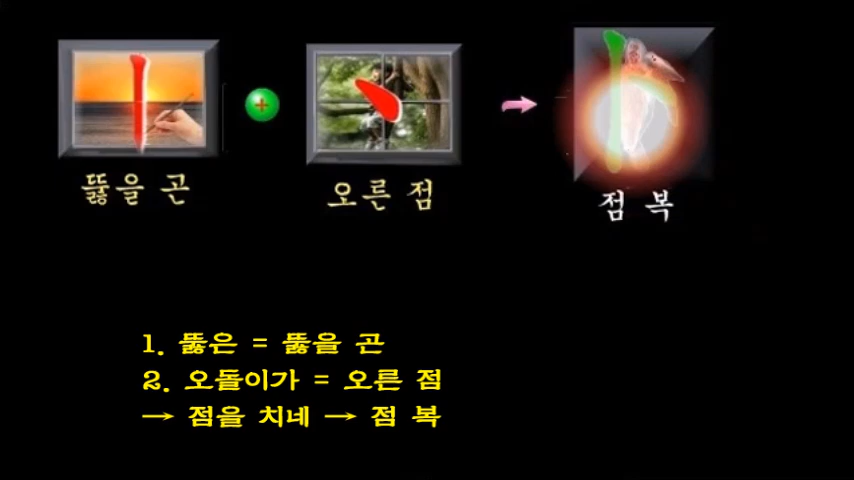 뚫을 곤
오른 점
점 복
1. 뚫은 = 뚫을 곤
2. 오돌이가 = 오른 점
→ 점을 치네 → 점 복